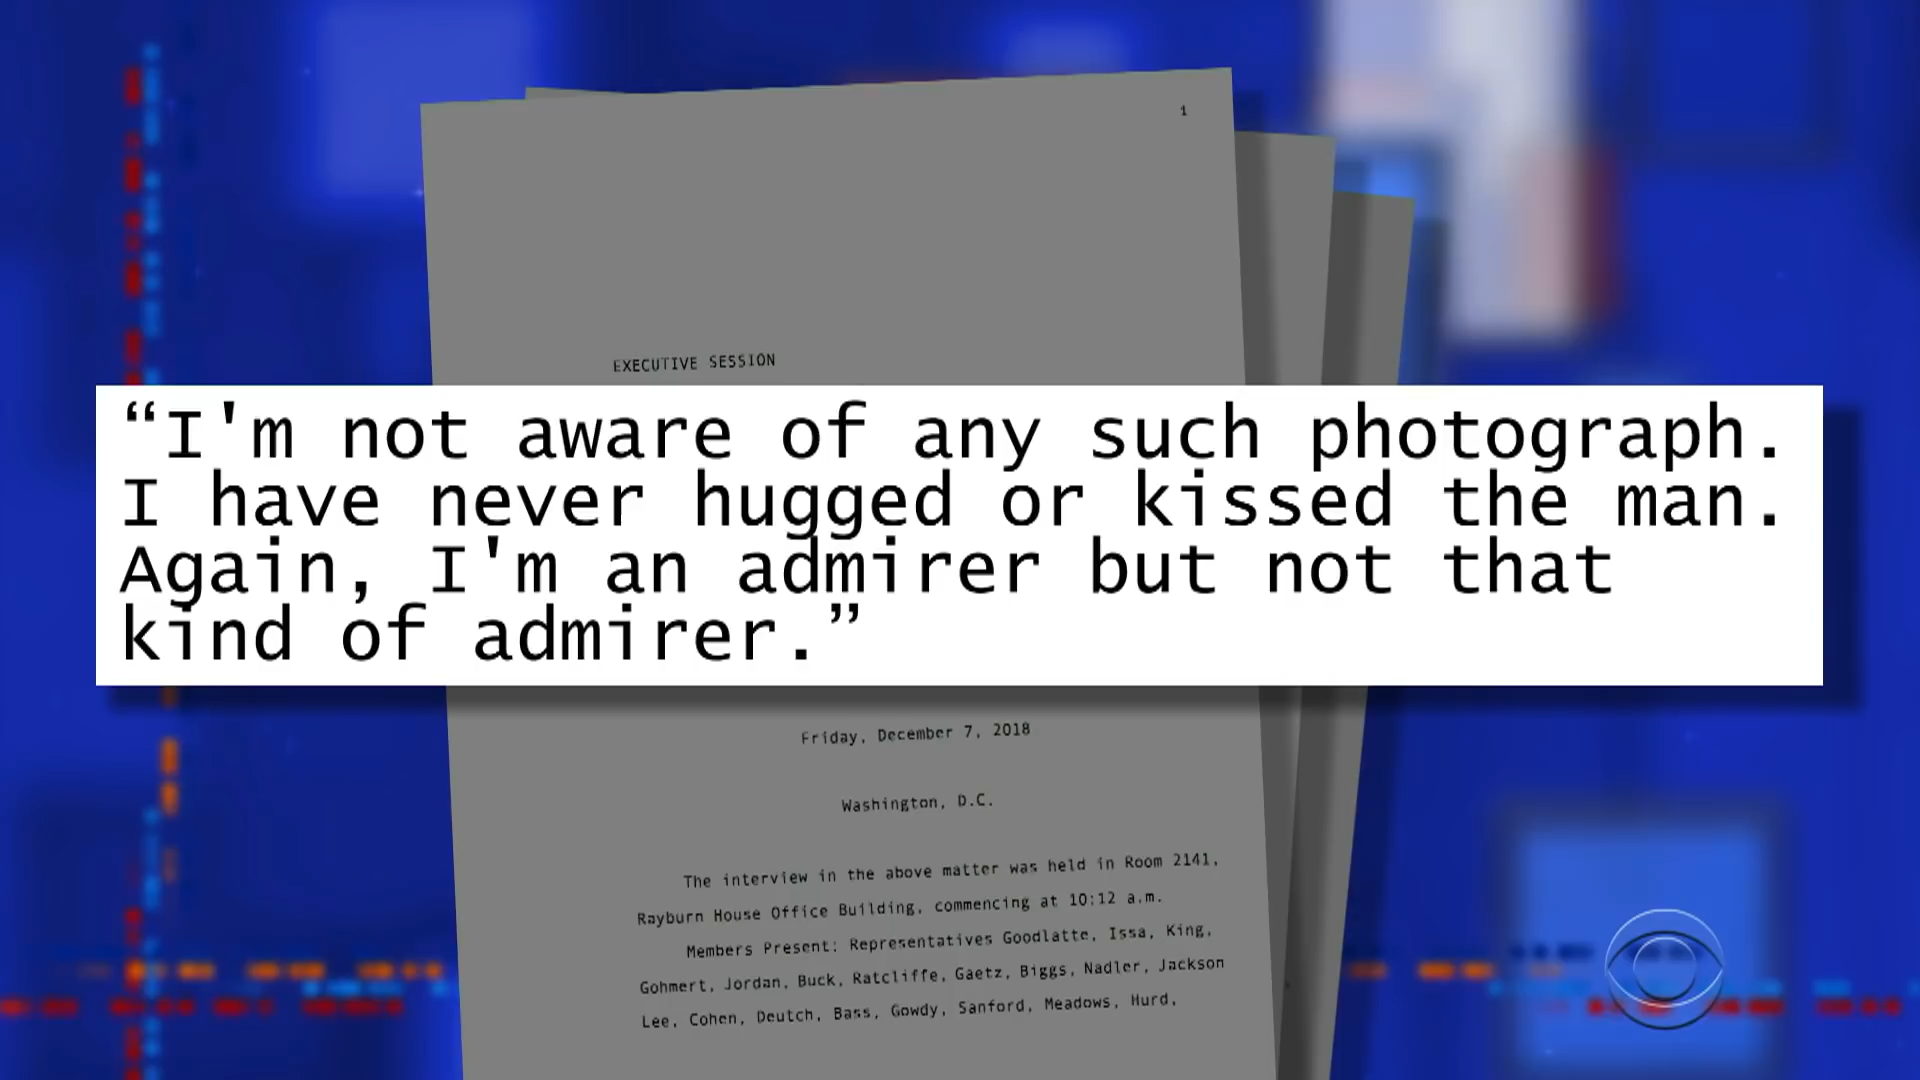 1
EXECUTIVE SESSION
“I'm not aware of any such photograph.
I have never hugged or kissed the man.
Again, I'm an admirer but not that
kind of admirer.”
Friday, December 7, 2018
Washington, D.C.
The interview in the above matter was held in Room 2141,
Rayburn House Office Building, commencing at 10:12 a.m.
Members Present: Representatives Goodlatte, Issa, King,
Gohmert, Jordan, Buck, Ratcliffe, Gaetz, Biggs, Nadler, Jackson
Lee, Cohen, Deutch, Bass, Gowdy, Sanford, Meadows, Hurd,